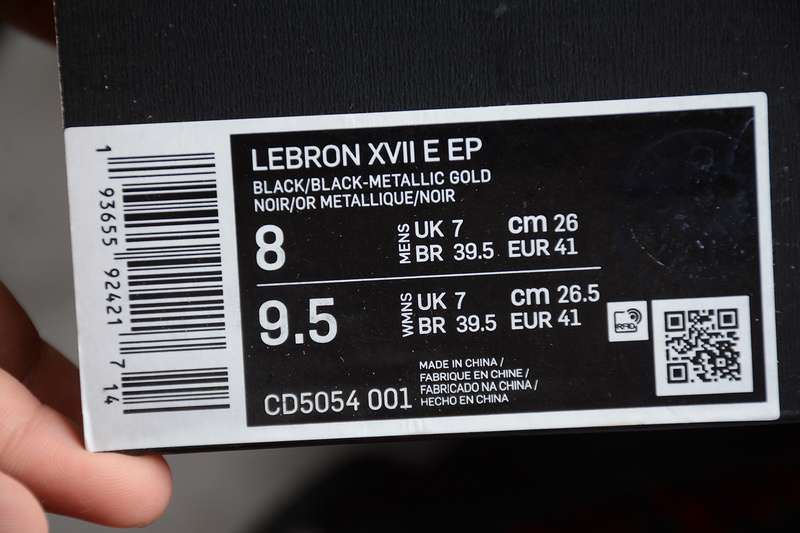 1 93655 92421 7 14
LEBRON XVII E EP
BLACK/BLACK-METALLIC GOLD
NOIR/OR METALLIQUE/NOIR
8 MENS UK 7 cm 26
BR 39.5 EUR 41
9.5 WMNS UK 7 cm 26.5
BR 39.5 EUR 41
CD5054 001
MADE IN CHINA /
FABRIQUE EN CHINE /
FABRICADO NA CHINA /
HECHO EN CHINA